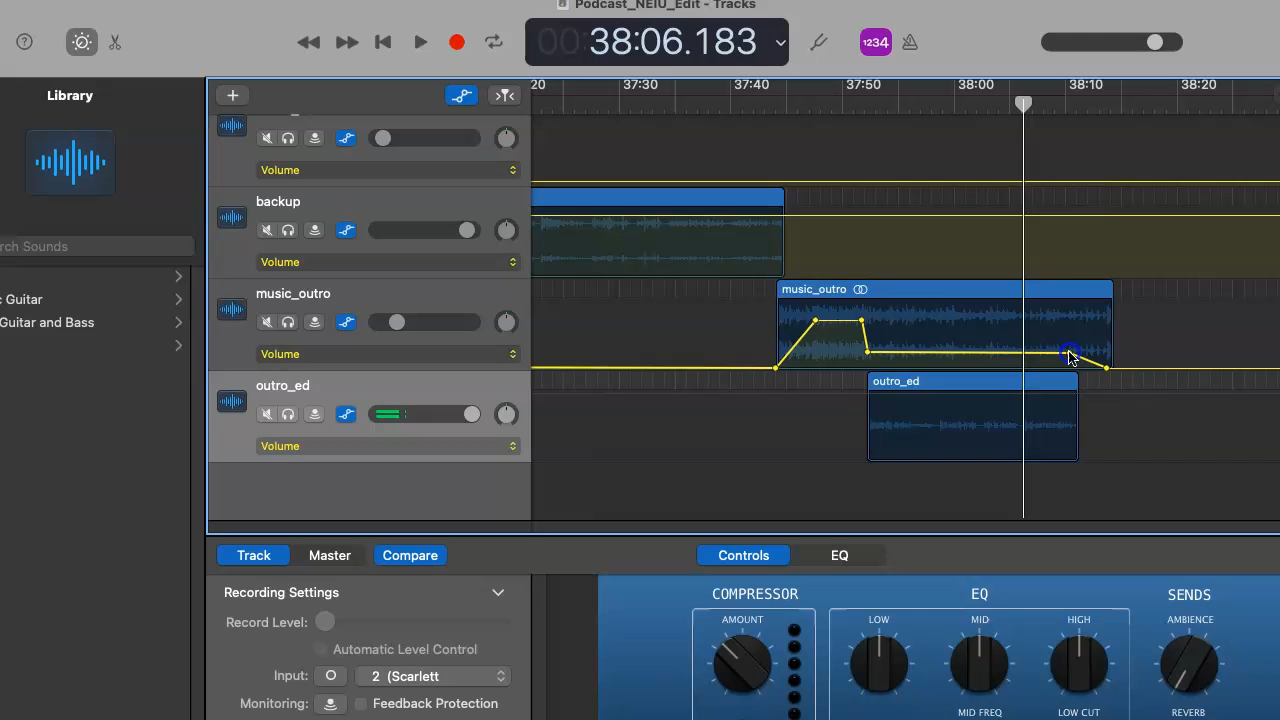 Podcast_NEIU_Edit - Tracks
38:06.183
1234
Library
20
37:30
37:40
37:50
38:00
38:10
38:20
Volume
backup
Volume
music_outro
Volume
music_outro
outro_ed
Volume
outro_ed
rch Sounds
c Guitar
Guitar and Bass
Track
Master
Compare
Controls
EQ
Recording Settings
Record Level:
Automatic Level Control
Input:
2 (Scarlett
Monitoring:
Feedback Protection
COMPRESSOR
AMOUNT
EQ
LOW
MID
HIGH
MID FREQ
LOW CUT
SENDS
AMBIENCE
REVERB